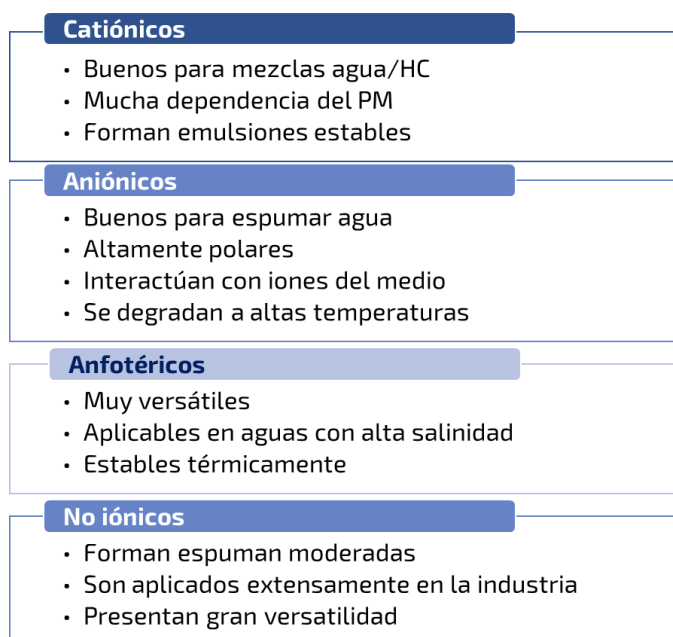 Catiónicos
• Buenos para mezclas agua/HC
• Mucha dependencia del PM
• Forman emulsiones estables
Aniónicos
• Buenos para espumar agua
• Altamente polares
• Interactúan con iones del medio
• Se degradan a altas temperaturas
Anfotéricos
• Muy versátiles
• Aplicables en aguas con alta salinidad
• Estables térmicamente
No iónicos
• Forman espuman moderadas
• Son aplicados extensamente en la industria
• Presentan gran versatilidad